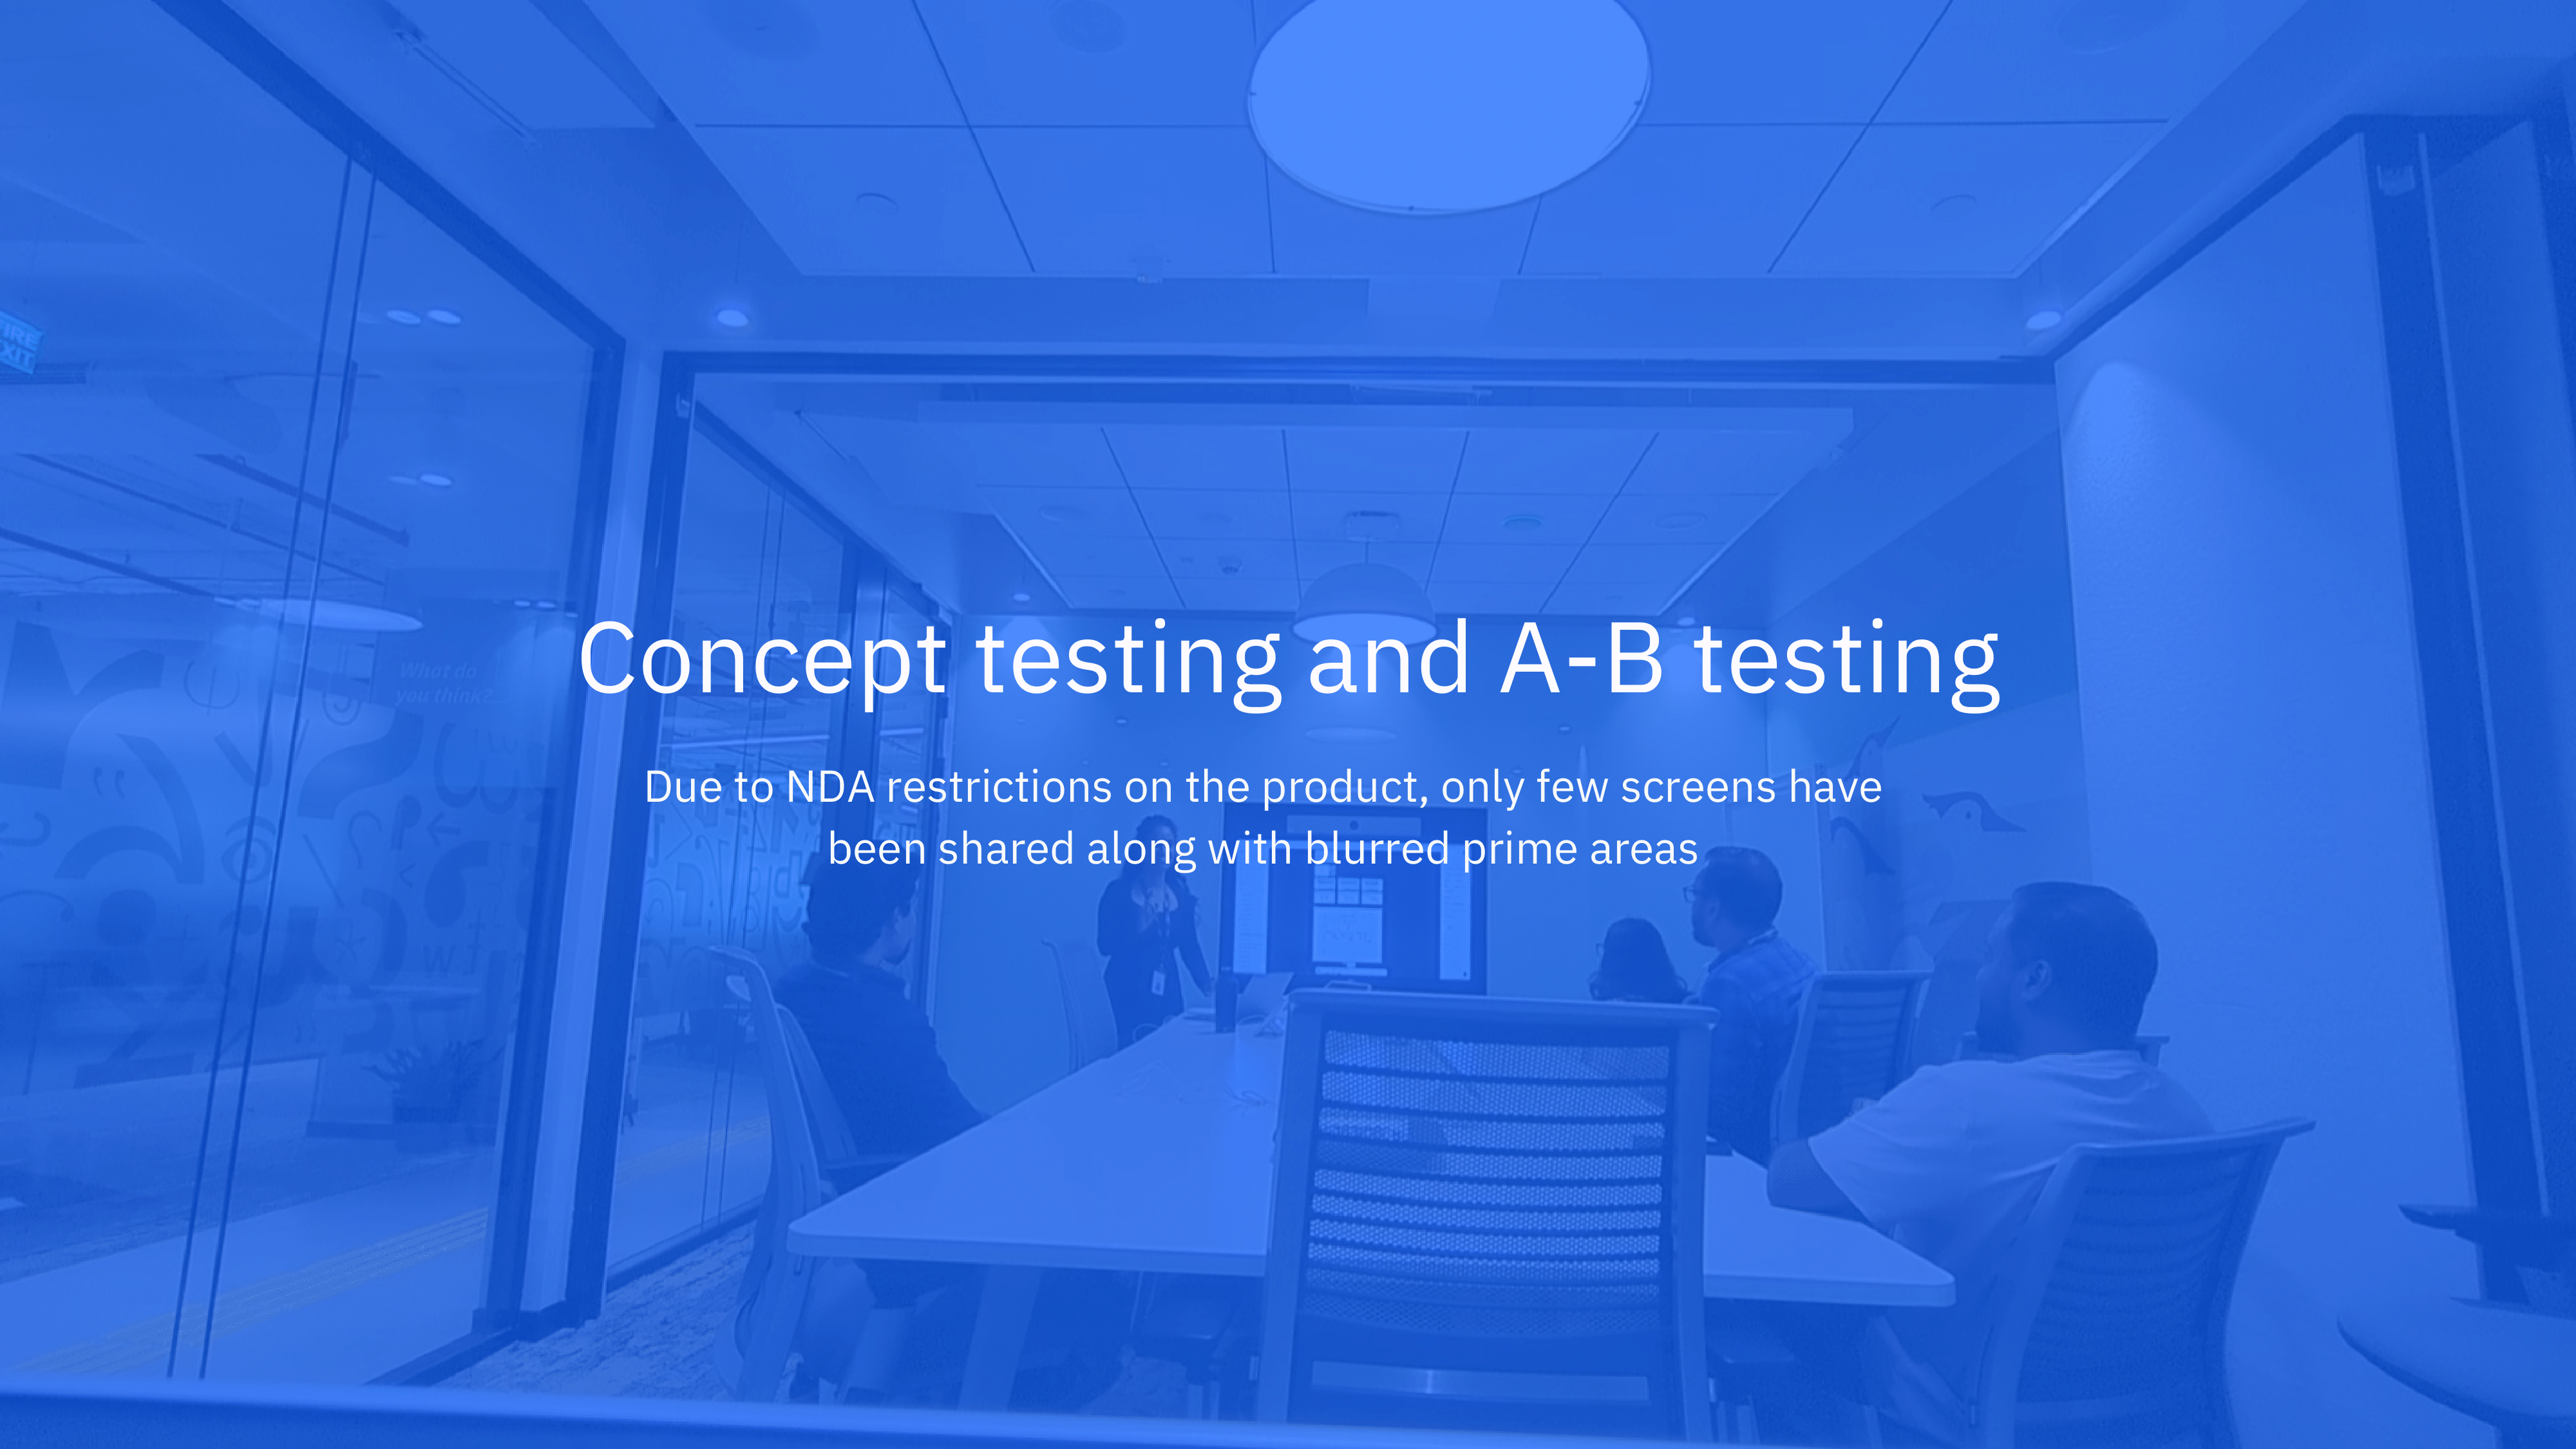 FIRE
EXIT
What do
you think?...
Concept testing and A-B testing
Due to NDA restrictions on the product, only few screens have
been shared along with blurred prime areas